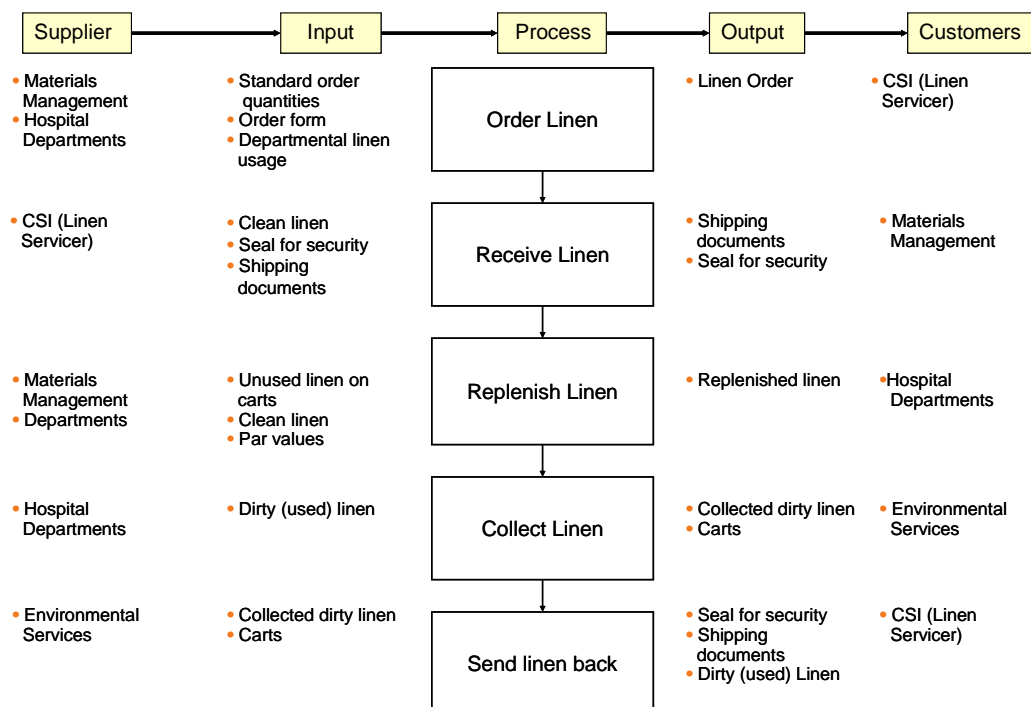 Supplier
Input
Process
Output
Customers
• Materials
Management
• Hospital
Departments
• Standard order
quantities
• Order form
• Departmental linen
usage
Order Linen
• Linen Order
• CSI (Linen
Servicer)
• CSI (Linen
Servicer)
• Clean linen
• Seal for security
• Shipping
documents
Receive Linen
• Shipping
documents
• Seal for security
• Materials
Management
• Materials
Management
• Departments
• Unused linen on
carts
• Clean linen
• Par values
Replenish Linen
• Replenished linen
• Hospital
Departments
• Hospital
Departments
• Dirty (used) linen
Collect Linen
• Collected dirty linen
• Carts
• Environmental
Services
• Environmental
Services
• Collected dirty linen
• Carts
Send linen back
• Seal for security
• Shipping
documents
• Dirty (used) Linen
• CSI (Linen
Servicer)